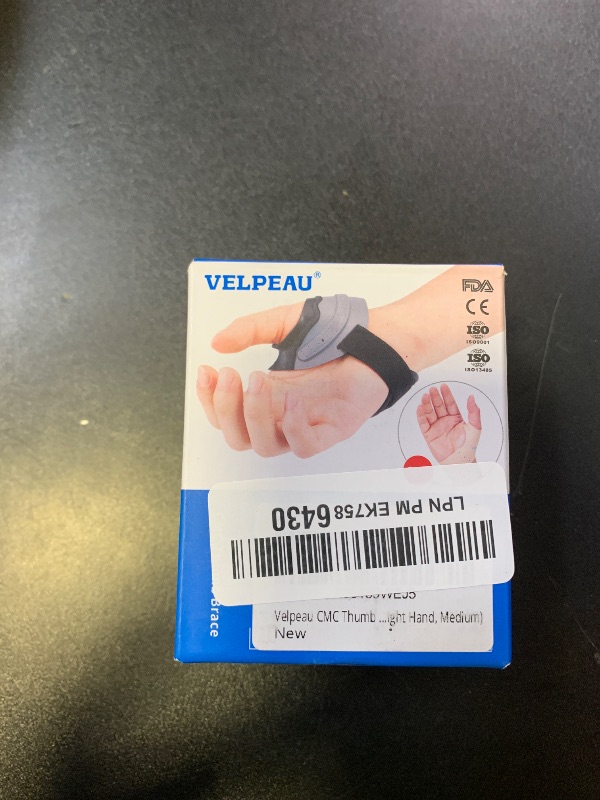 VELPEAU®
FDA
CE
ISO
ISO9001
ISO
ISO13485
LPN PM EK758 6430
Velpeau CMC Thumb ...ight Hand, Medium)
New
Brace